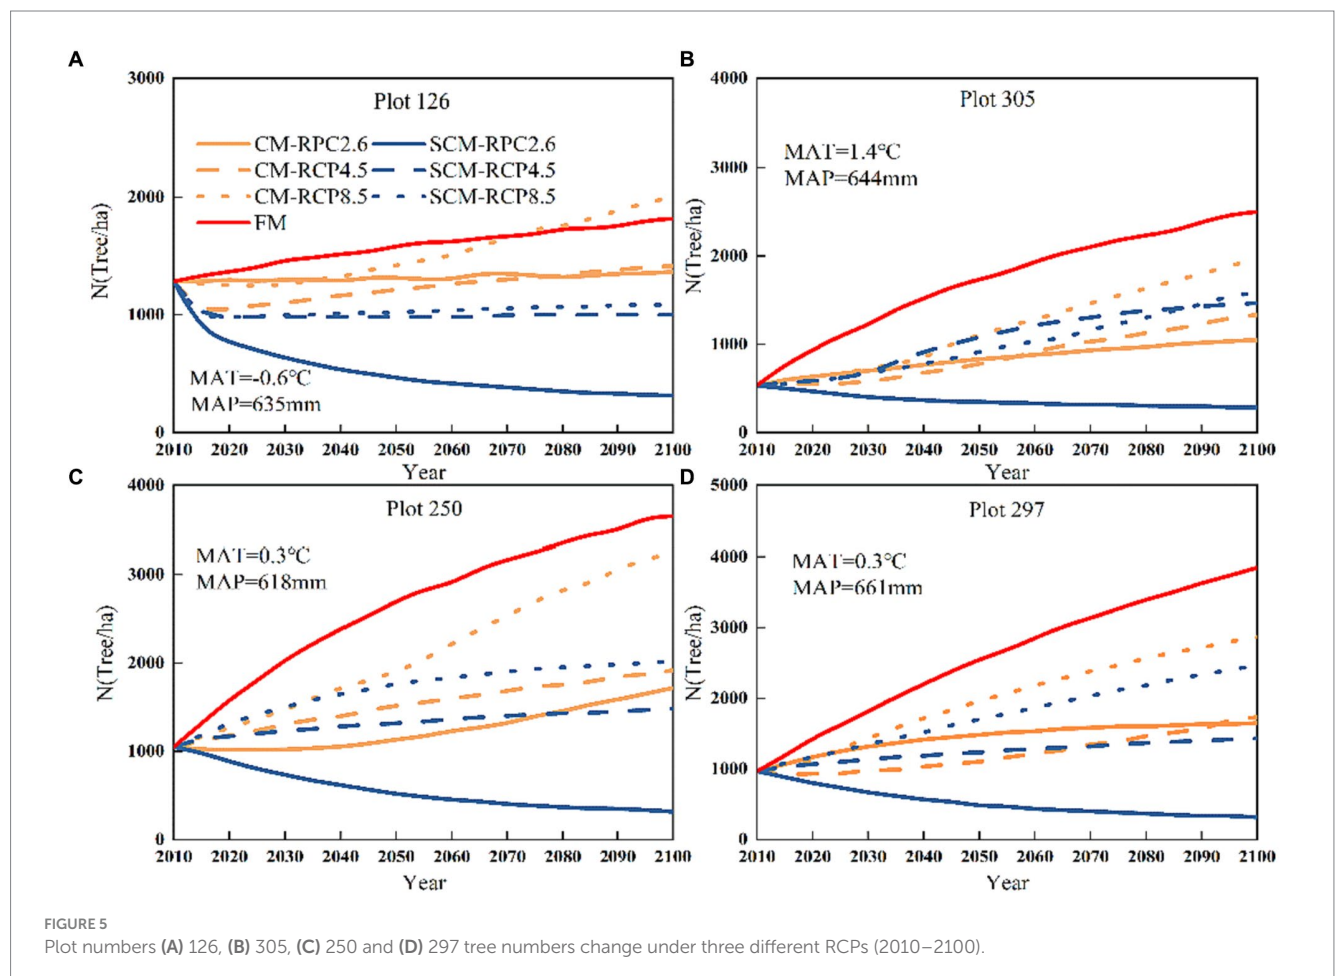 A
3000
Plot 126
CM-RPC2.6 SCM-RPC2.6
CM-RCP4.5 SCM-RCP4.5
CM-RCP8.5 SCM-RCP8.5
FM
2000
1000
0
N(Tree/ha)
MAT=-0.6℃
MAP=635mm
2010 2020 2030 2040 2050 2060 2070 2080 2090 2100
Year
B
4000
Plot 305
MAT=1.4℃
MAP=644mm
3000
2000
1000
0
N(Tree/ha)
2010 2020 2030 2040 2050 2060 2070 2080 2090 2100
Year
C
4000
Plot 250
MAT=0.3℃
MAP=618mm
3000
2000
1000
0
N(Tree/ha)
2010 2020 2030 2040 2050 2060 2070 2080 2090 2100
Year
D
5000
Plot 297
MAT=0.3℃
MAP=661mm
4000
3000
2000
1000
0
N(Tree/ha)
2010 2020 2030 2040 2050 2060 2070 2080 2090 2100
Year
FIGURE 5
Plot numbers (A) 126, (B) 305, (C) 250 and (D) 297 tree numbers change under three different RCPs (2010–2100).